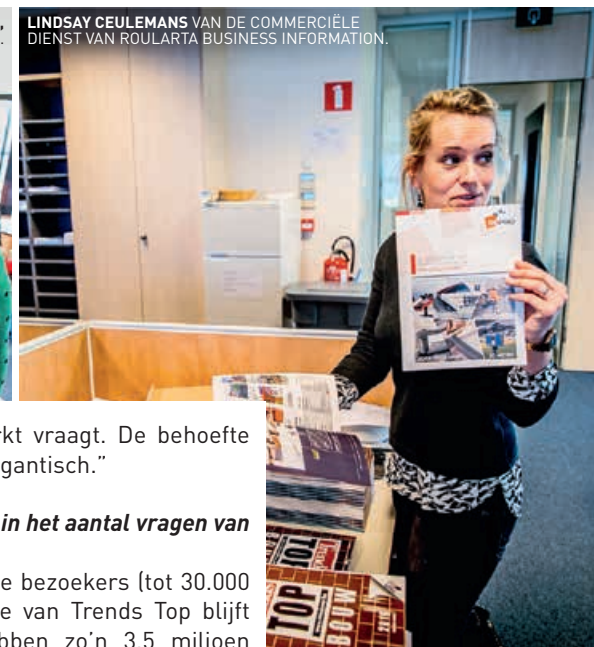 LINDSAY CEULEMANS VAN DE COMMERCIËLE
DIENST VAN ROULARTA BUSINESS INFORMATION.
rkt vraagt. De behoefte
gantisch.”
in het aantal vragen van
e bezoekers (tot 30.000
e van Trends Top blijft
bben zo’n 3,5 miljoen
TOP
TOP
BOUW